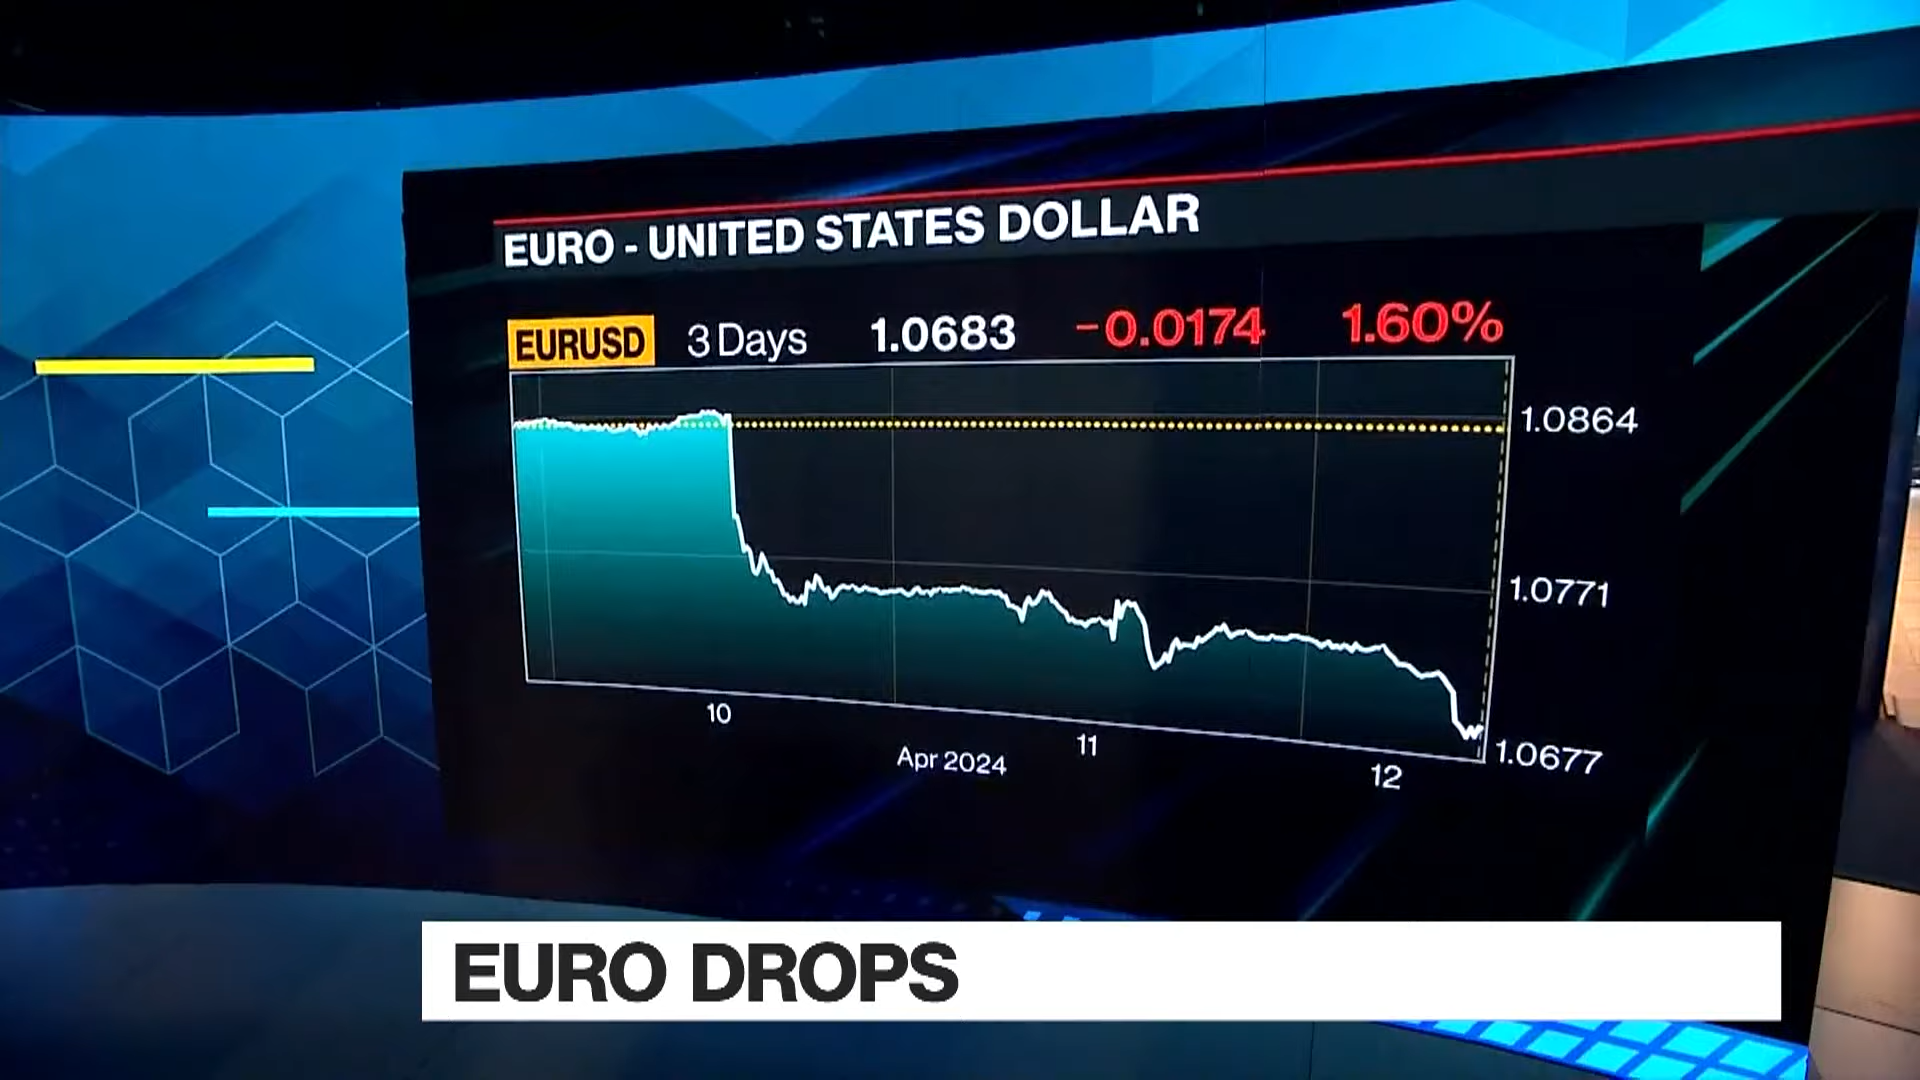 EURO - UNITED STATES DOLLAR
EURUSD 3 Days 1.0683 -0.0174 1.60%
1.0864
1.0771
1.0677
10
11
12
Apr 2024
EURO DROPS